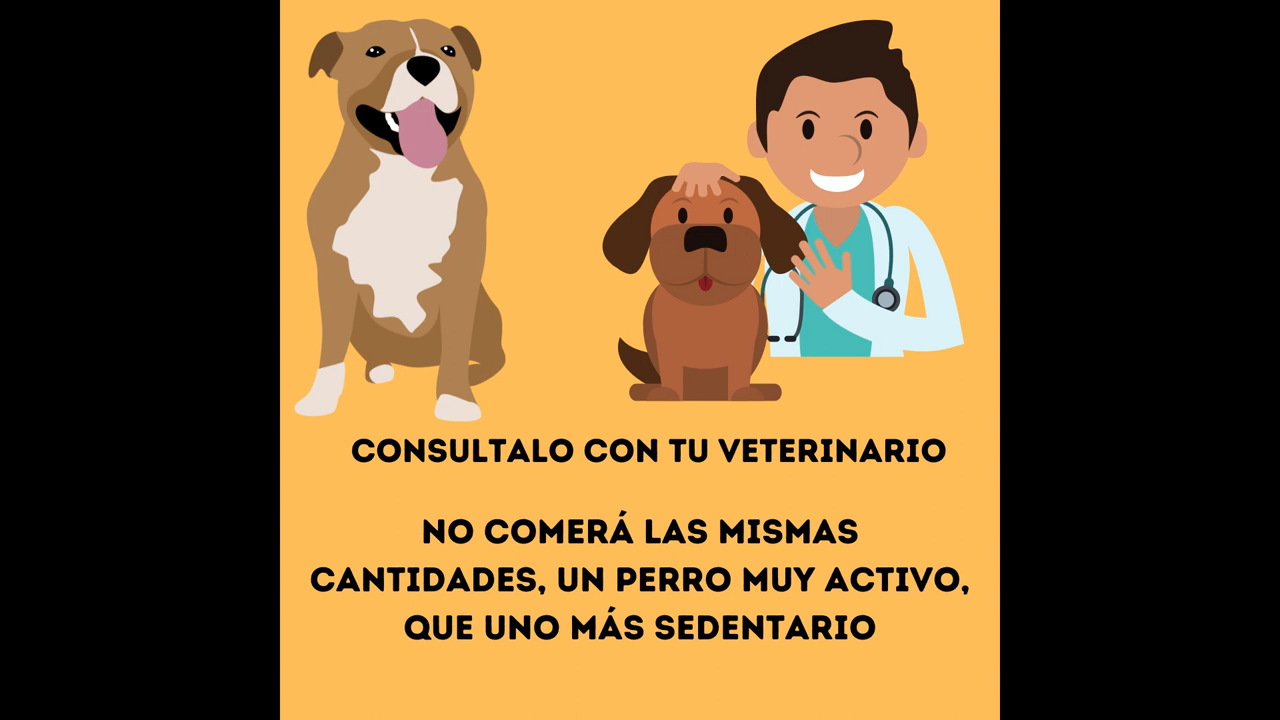 CONSULTALO CON TU VETERINARIO
NO COMERÁ LAS MISMAS
CANTIDADES, UN PERRO MUY ACTIVO,
QUE UNO MÁS SEDENTARIO